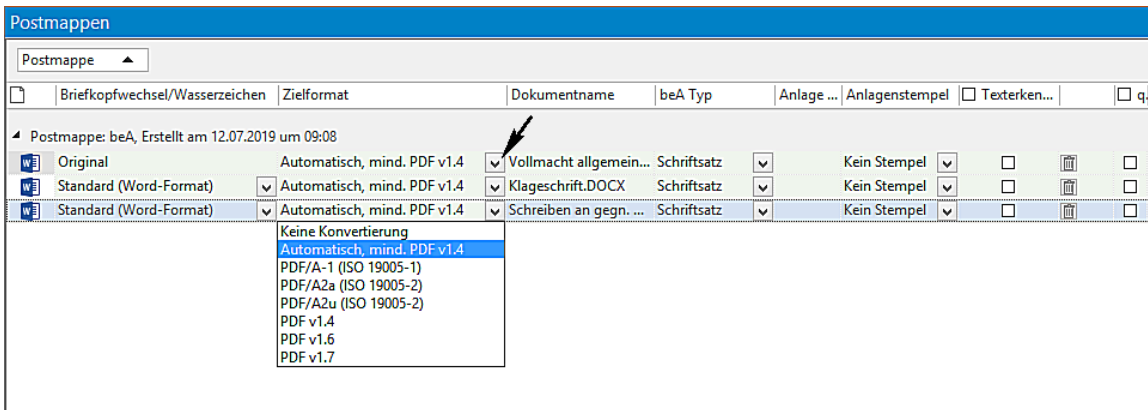 Postmappen
Postmappe
Briefkopfwechsel/Wasserzeichen Zielformat Dokumentname beA Typ Anlage ... Anlagenstempel Texterken... q
Postmappe: beA, Erstellt am 12.07.2019 um 09:08
Original Automatisch, mind. PDF v1.4 Vollmacht allgemein... Schriftsatz Kein Stempel
Standard (Word-Format) Automatisch, mind. PDF v1.4 Klageschrift.DOCX Schriftsatz Kein Stempel
Standard (Word-Format) Automatisch, mind. PDF v1.4 Schreiben an gegn. ... Schriftsatz Kein Stempel
Keine Konvertierung
Automatisch, mind. PDF v1.4
PDF/A-1 (ISO 19005-1)
PDF/A2a (ISO 19005-2)
PDF/A2u (ISO 19005-2)
PDF v1.4
PDF v1.6
PDF v1.7